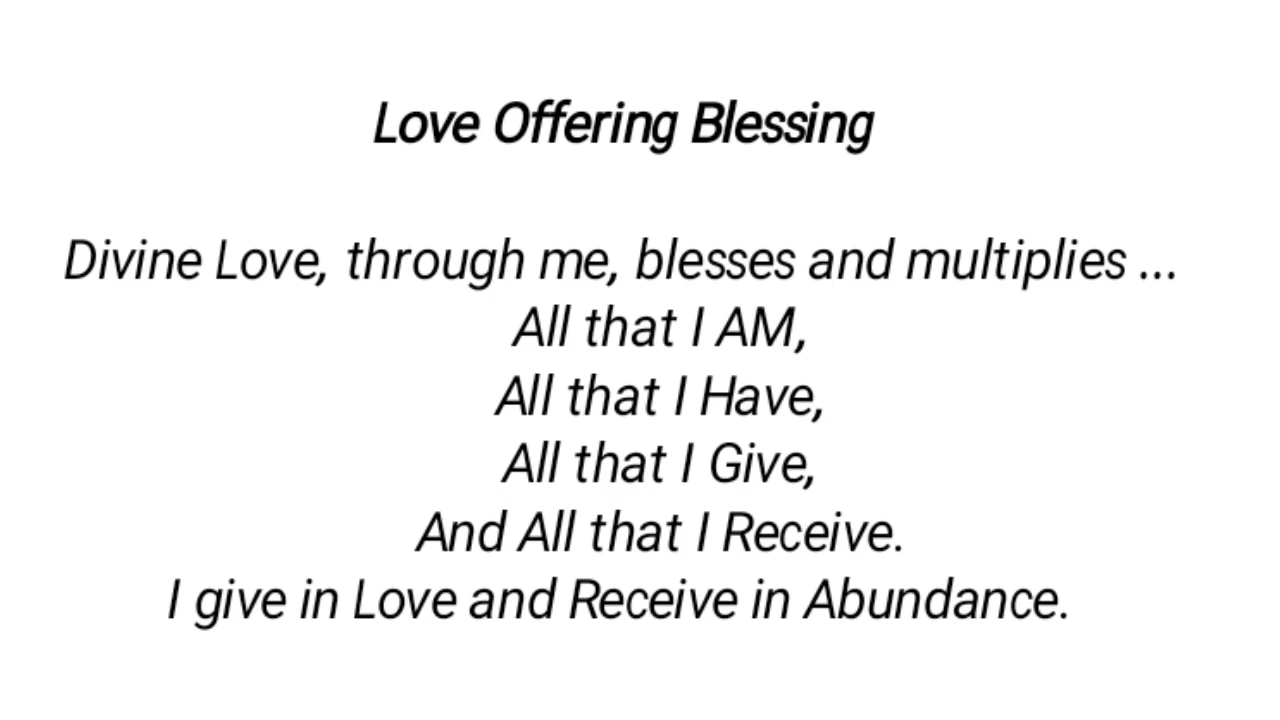 Love Offering Blessing
Divine Love, through me, blesses and multiplies ...
All that I AM,
All that I Have,
All that I Give,
And All that I Receive.
I give in Love and Receive in Abundance.